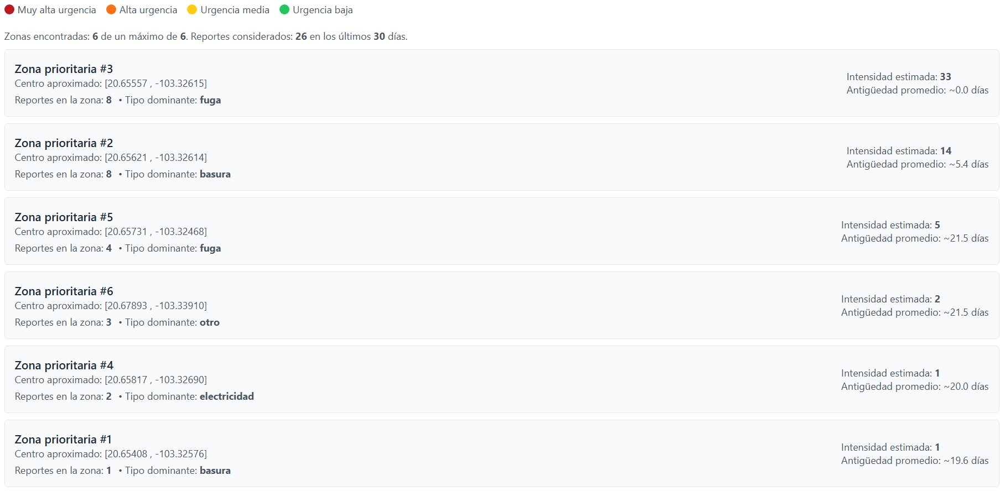 Muy alta urgencia Alta urgencia Urgencia media Urgencia baja
Zonas encontradas: 6 de un máximo de 6. Reportes considerados: 26 en los últimos 30 días.
Zona prioritaria #3
Centro aproximado: [20.65557 , -103.32615]
Reportes en la zona: 8 • Tipo dominante: fuga
Intensidad estimada: 33
Antigüedad promedio: ~0.0 días
Zona prioritaria #2
Centro aproximado: [20.65621 , -103.32614]
Reportes en la zona: 8 • Tipo dominante: basura
Intensidad estimada: 14
Antigüedad promedio: ~5.4 días
Zona prioritaria #5
Centro aproximado: [20.65731 , -103.32468]
Reportes en la zona: 4 • Tipo dominante: fuga
Intensidad estimada: 5
Antigüedad promedio: ~21.5 días
Zona prioritaria #6
Centro aproximado: [20.67893 , -103.33910]
Reportes en la zona: 3 • Tipo dominante: otro
Intensidad estimada: 2
Antigüedad promedio: ~21.5 días
Zona prioritaria #4
Centro aproximado: [20.65817 , -103.32690]
Reportes en la zona: 2 • Tipo dominante: electricidad
Intensidad estimada: 1
Antigüedad promedio: ~20.0 días
Zona prioritaria #1
Centro aproximado: [20.65408 , -103.32576]
Reportes en la zona: 1 • Tipo dominante: basura
Intensidad estimada: 1
Antigüedad promedio: ~19.6 días